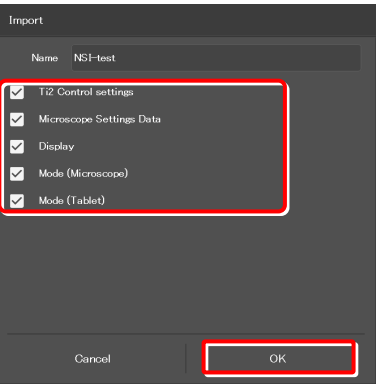 Import
Name NSI-test
Ti2 Control settings
Microscope Settings Data
Display
Mode (Microscope)
Mode (Tablet)
Cancel OK